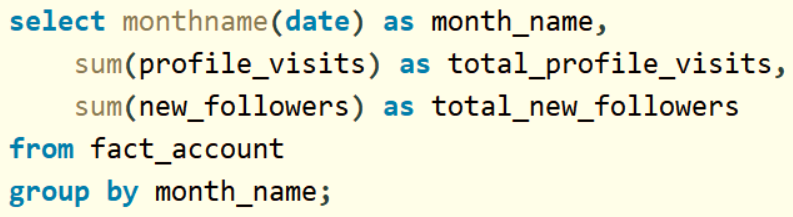 select monthname(date) as month_name,
    sum(profile_visits) as total_profile_visits,
    sum(new_followers) as total_new_followers
from fact_account
group by month_name;